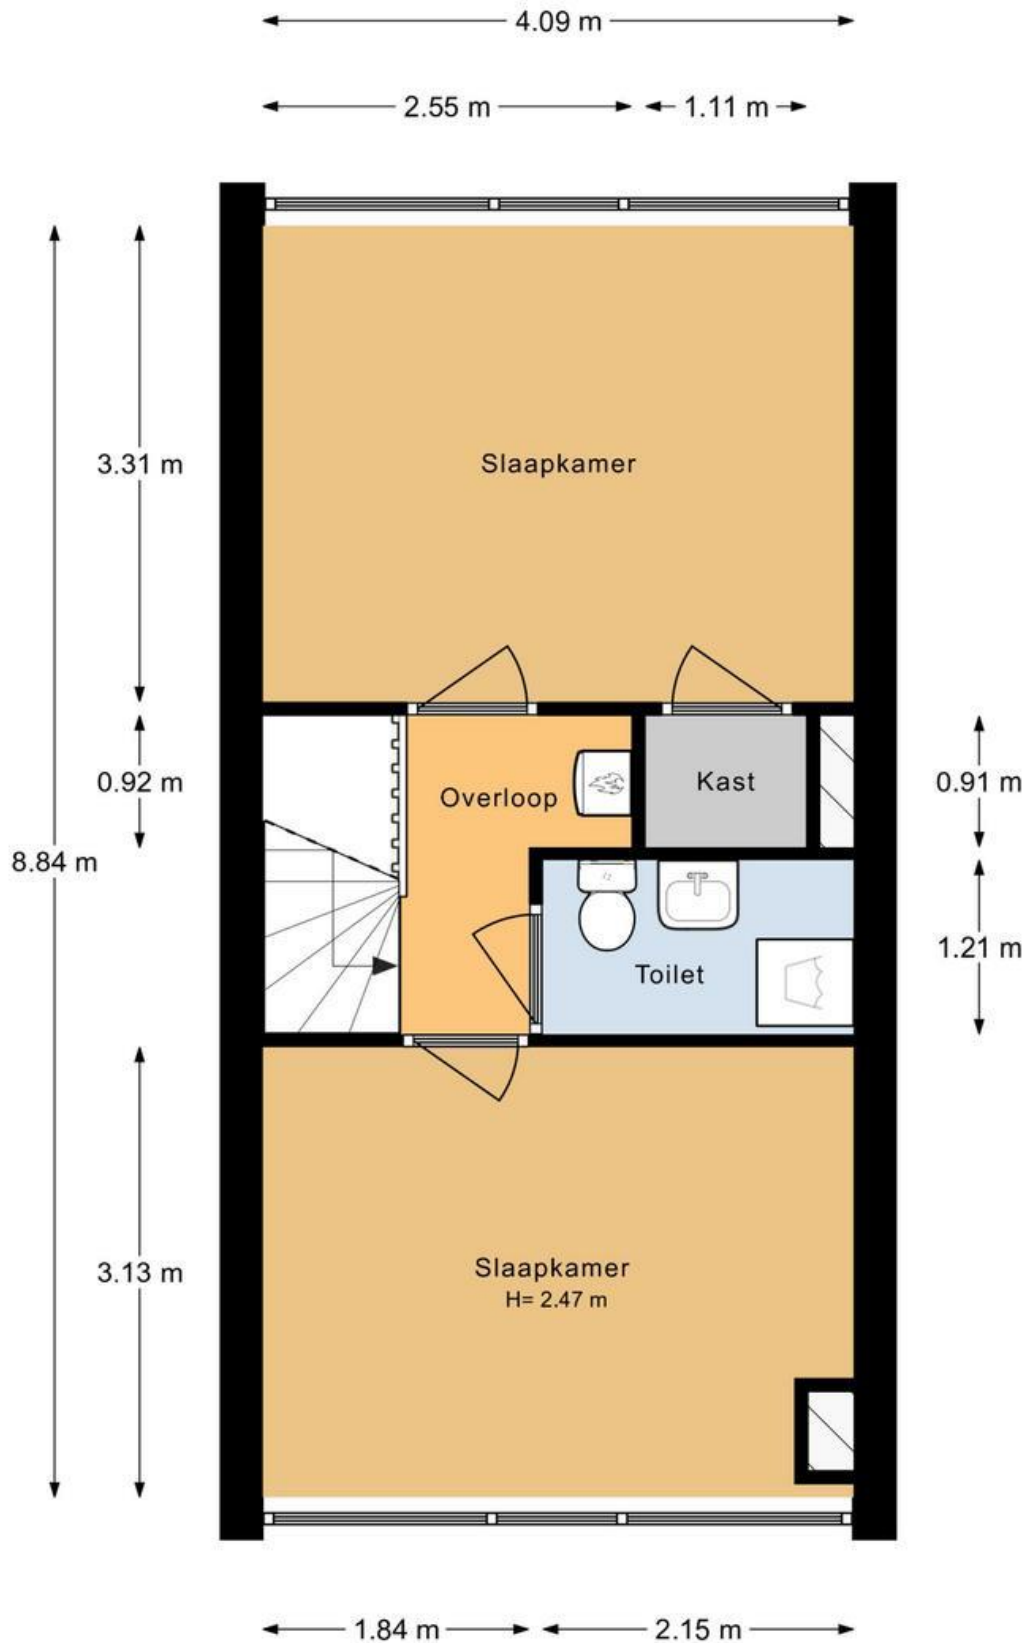 4.09 m
2.55 m
1.11 m
3.31 m
Slaapkamer
0.92 m
Overloop
Kast
0.91 m
8.84 m
Toilet
1.21 m
3.13 m
Slaapkamer
H= 2.47 m
1.84 m
2.15 m